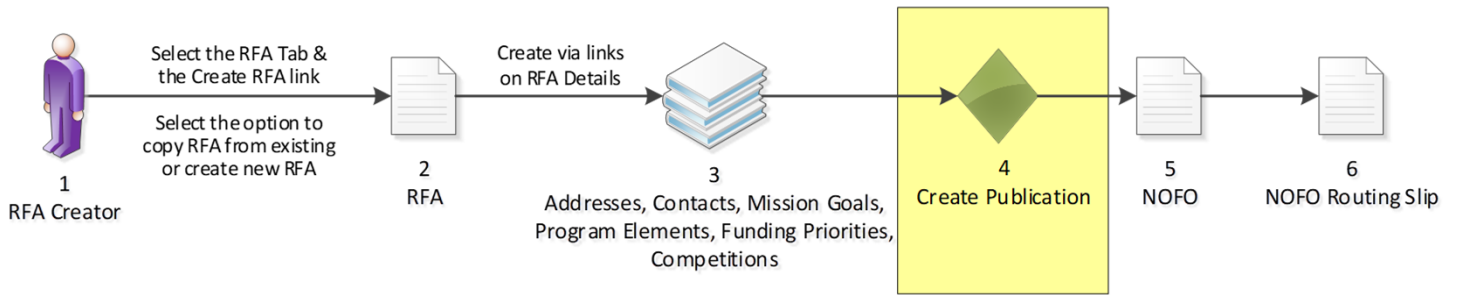 Select the RFA Tab &
the Create RFA link
Select the option to
copy RFA from existing
or create new RFA
Create via links
on RFA Details
1
RFA Creator
2
RFA
3
Addresses, Contacts, Mission Goals,
Program Elements, Funding Priorities,
Competitions
4
Create Publication
5
NOFO
6
NOFO Routing Slip